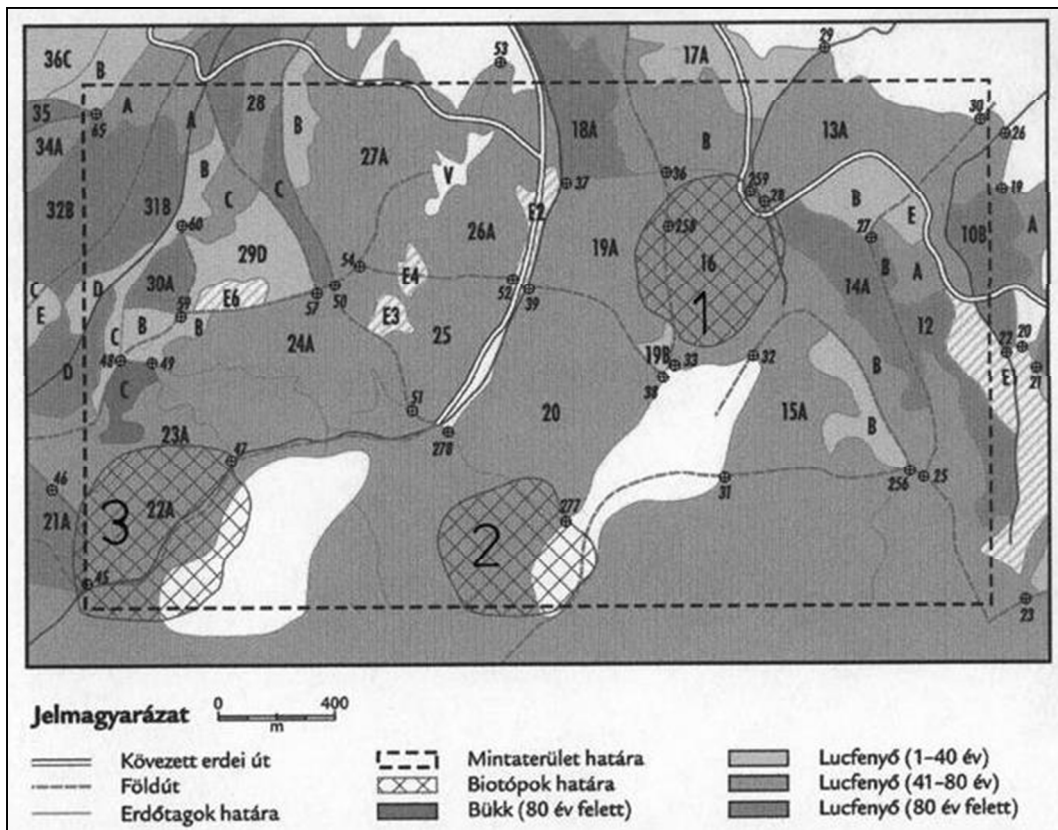 29
36C
B
53
17A
35
65
A
A
28
B
18A
B
13A
30
26
34A
27A
V
36
37
259
28
19
32B
31B
B
C
C
E2
26A
258
B
E
10B
A
60
19A
27
29D
16
B
A
54
E4
52
39
14A
C
E
D
30A
59
E6
57
50
E3
25
1
12
C
B
B
24A
20
22
E
21
48
49
19B
33
32
38
B
D
C
51
20
15A
B
23A
278
47
256
25
31
46
21A
3
22A
2
277
45
23
Jelmagyarázat
0 400
m
Kövezett erdei út
Földút
Erdőtagok határa
Mintaterület határa
Biotópok határa
Bükk (80 év felett)
Lucfenyő (1–40 év)
Lucfenyő (41–80 év)
Lucfenyő (80 év felett)